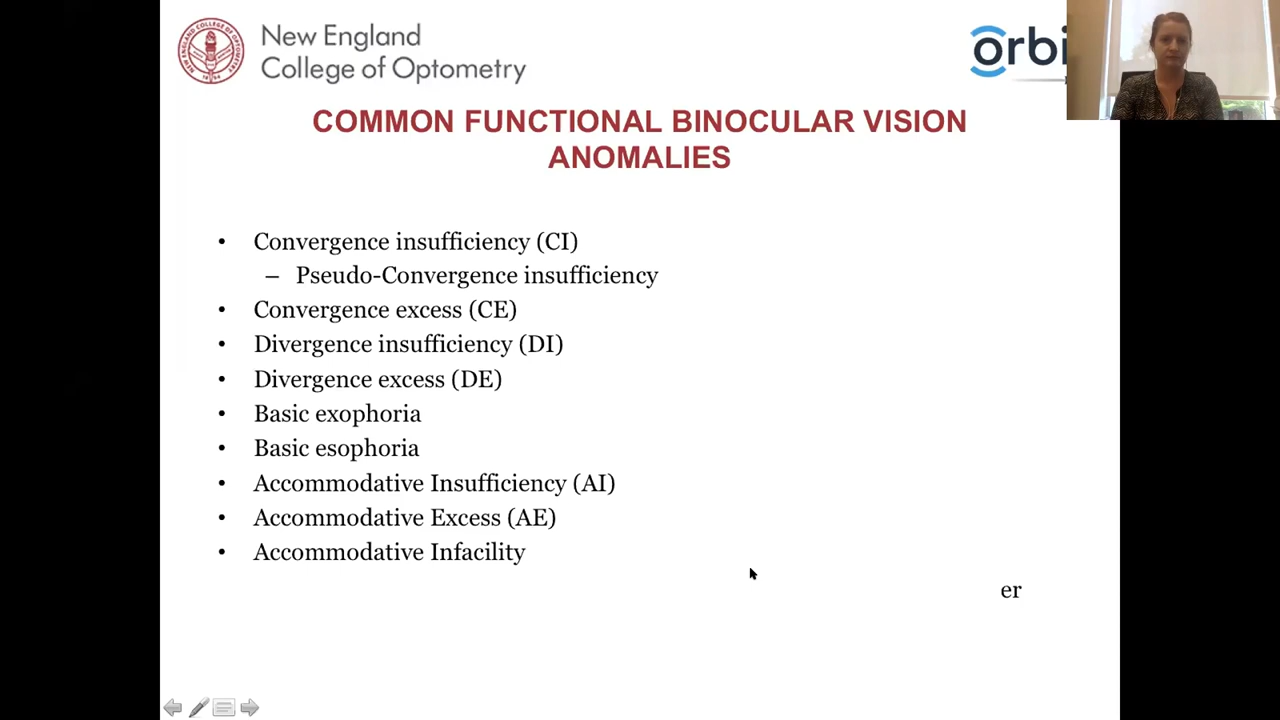 New England
College of Optometry
orbi
COMMON FUNCTIONAL BINOCULAR VISION
ANOMALIES
• Convergence insufficiency (CI)
– Pseudo-Convergence insufficiency
• Convergence excess (CE)
• Divergence insufficiency (DI)
• Divergence excess (DE)
• Basic exophoria
• Basic esophoria
• Accommodative Insufficiency (AI)
• Accommodative Excess (AE)
• Accommodative Infacility
er